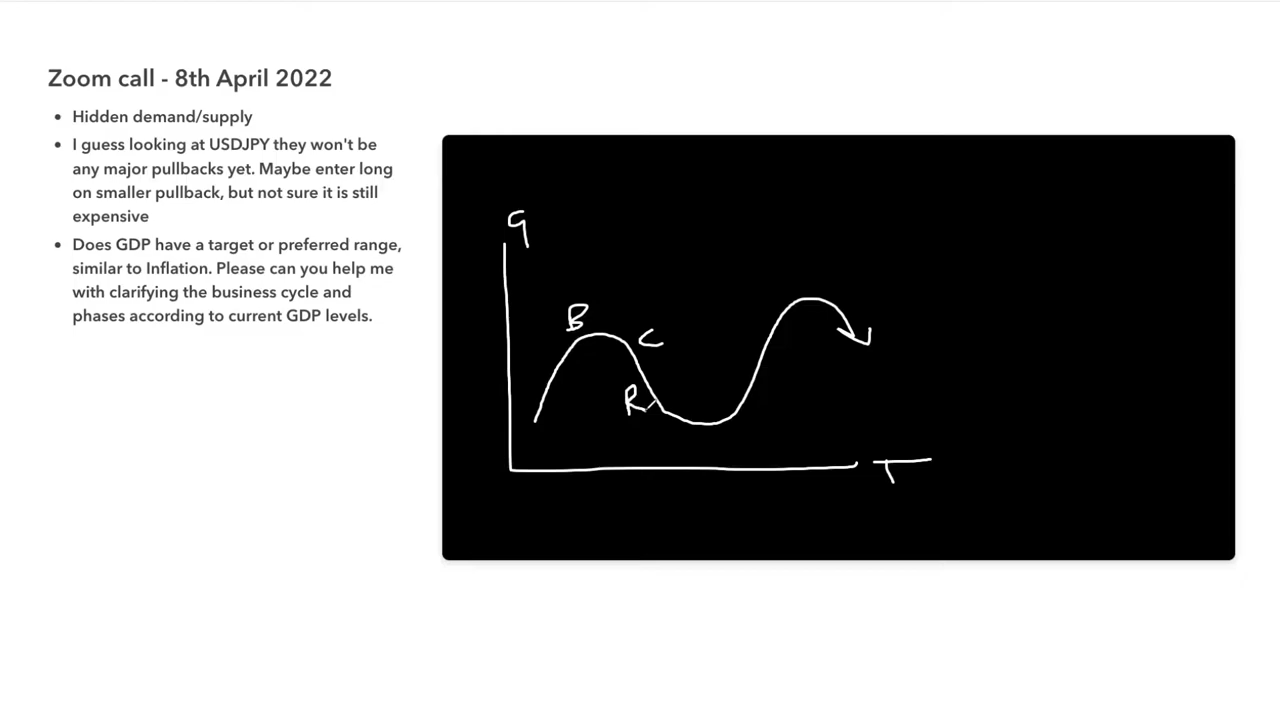 Zoom call - 8th April 2022
• Hidden demand/supply
• I guess looking at USDJPY they won't be
any major pullbacks yet. Maybe enter long
on smaller pullback, but not sure it is still
expensive
• Does GDP have a target or preferred range,
similar to Inflation. Please can you help me
with clarifying the business cycle and
phases according to current GDP levels.
G
B
C
R
T